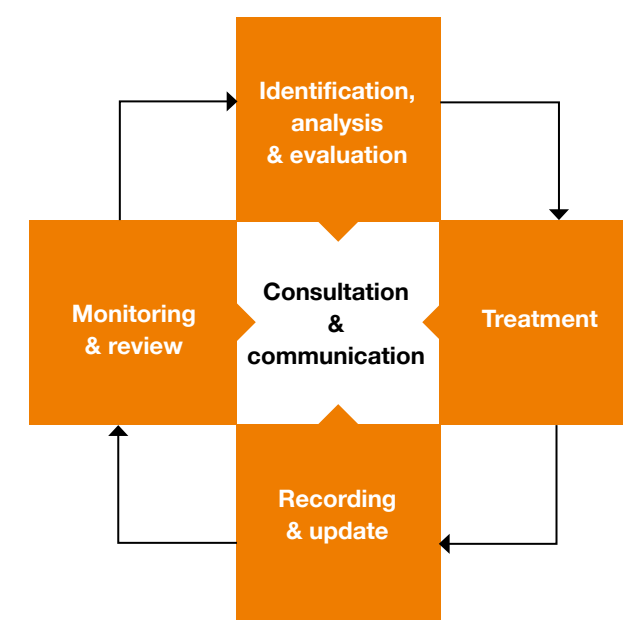 Identification,
analysis
& evaluation
Consultation
&
communication
Monitoring
& review
Treatment
Recording
& update